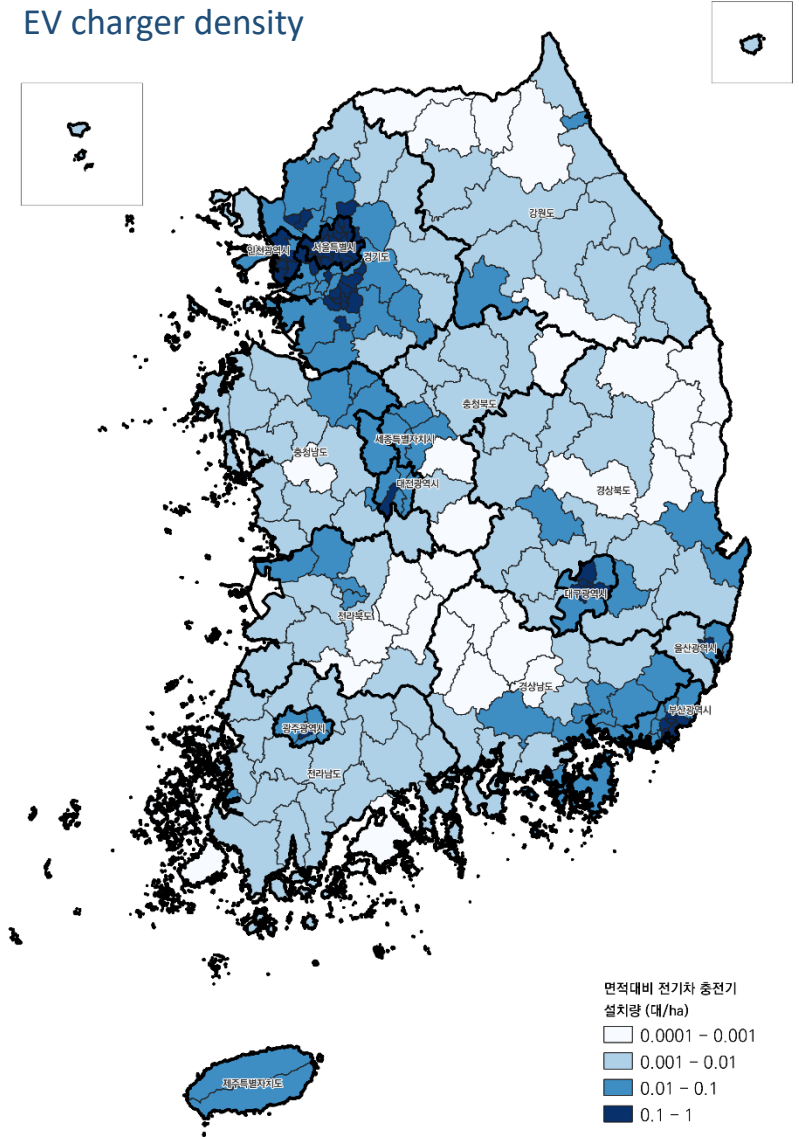 EV charger density
강원도
인천광역시
서울특별시
경기도
충청북도
세종특별자치시
충청남도
대전광역시
경상북도
대구광역시
전라북도
울산광역시
경상남도
부산광역시
광주광역시
전라남도
제주특별자치도
면적대비 전기차 충전기
설치량 (대/ha)
0.0001 – 0.001
0.001 – 0.01
0.01 – 0.1
0.1 – 1